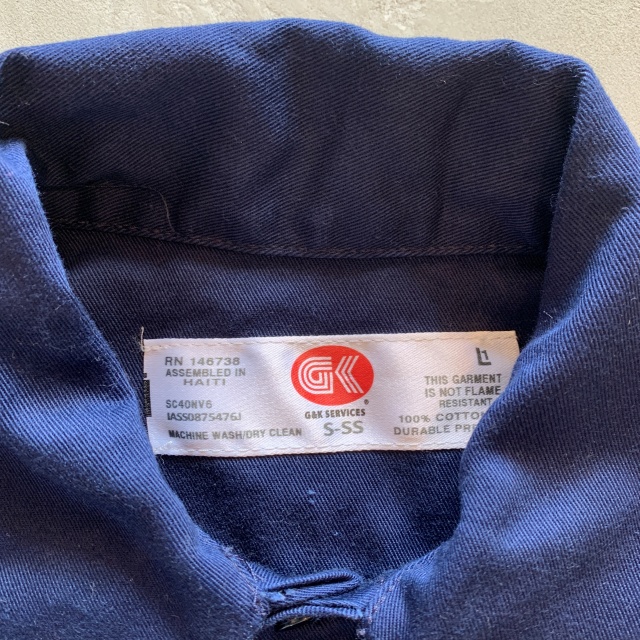 RN 146738
ASSEMBLED IN
HAITI
SC40NV6
IASS0875476J
MACHINE WASH/DRY CLEAN
GK
G&K SERVICES
S-SS
L1
THIS GARMENT
IS NOT FLAME
RESISTANT
100% COTTON
DURABLE